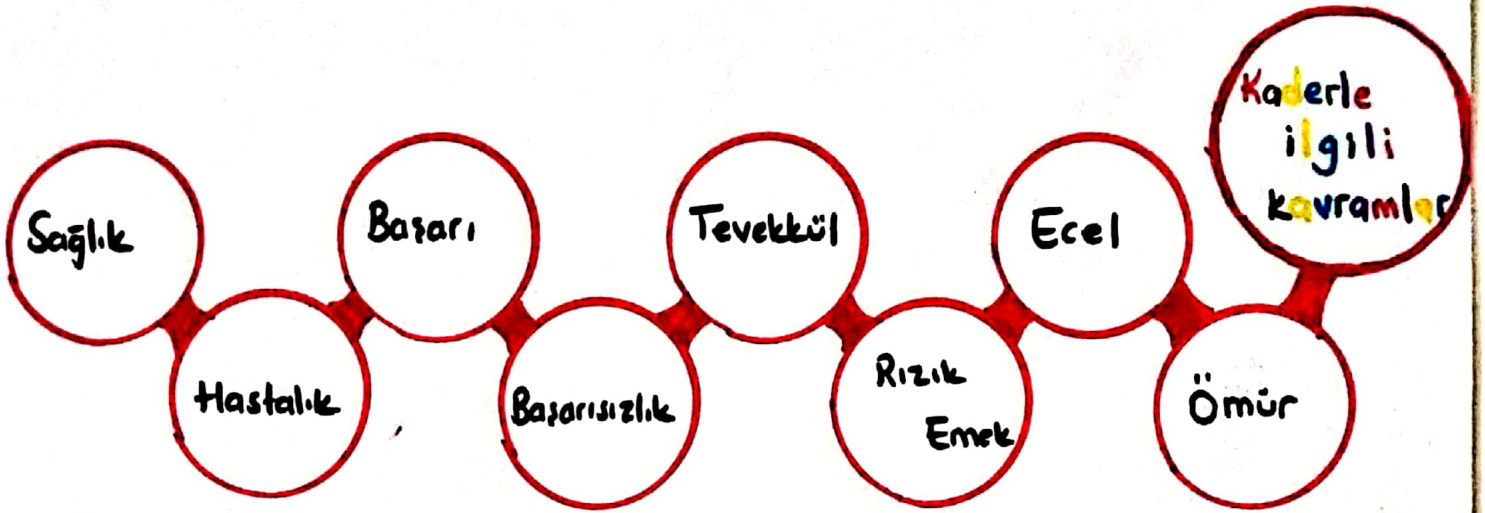 Sağlık
Hastalık
Başarı
Başarısızlık
Tevekkül
Rızık
Emek
Ecel
Ömür
Kaderle
ilgili
kavramlar